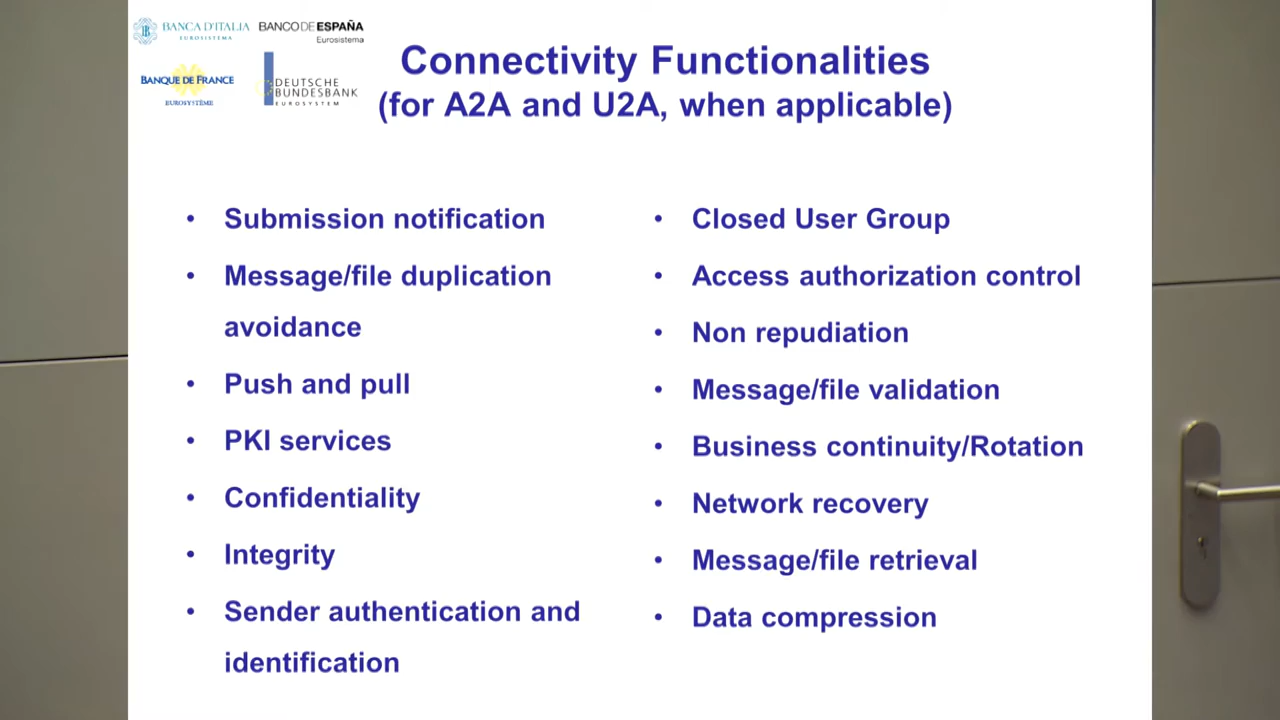 BANCA D'ITALIA
EUROSISTEMA
BANCO DE ESPAÑA
Eurosistema
BANQUE DE FRANCE
EUROSYSTÈME
DEUTSCHE
BUNDESBANK
EUROSYSTEM
Connectivity Functionalities
(for A2A and U2A, when applicable)
• Submission notification
• Message/file duplication
avoidance
• Push and pull
• PKI services
• Confidentiality
• Integrity
• Sender authentication and
identification
• Closed User Group
• Access authorization control
• Non repudiation
• Message/file validation
• Business continuity/Rotation
• Network recovery
• Message/file retrieval
• Data compression